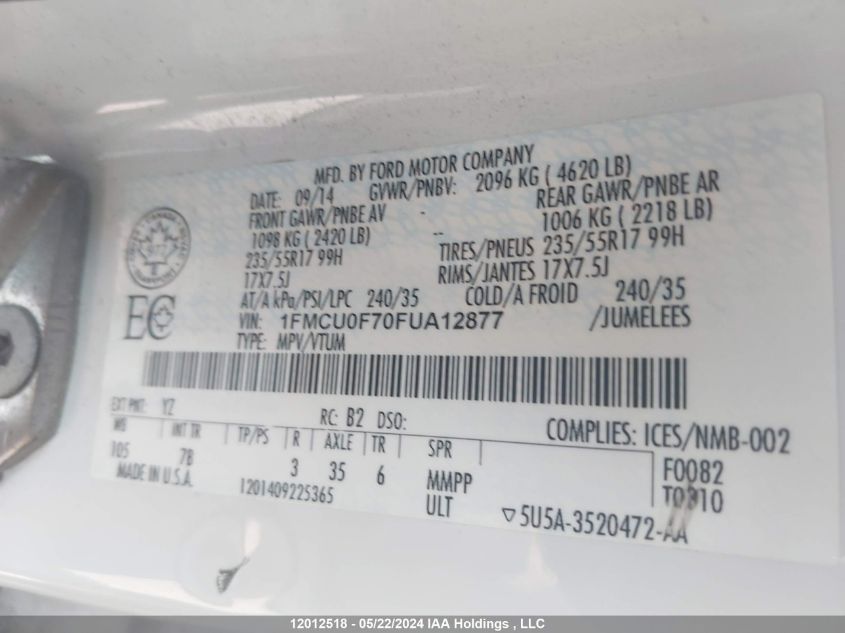 MFD. BY FORD MOTOR COMPANY
DATE: 09/14 GVWR/PNBV: 2096 KG ( 4620 LB)
FRONT GAWR/PNBE AV - REAR GAWR/PNBE AR
1098 KG ( 2420 LB) -- 1006 KG ( 2218 LB)
235/55R17 99H TIRES/PNEUS 235/55R17 99H
17X7.5J RIMS/JANTES 17X7.5J
AT/A kPa/PSI/LPC 240/35 COLD/A FROID 240/35
VIN: 1FMCU0F70FUA12877 /JUMELEES
TYPE: MPV/VTUM
EC
EXT PNT: YZ RC: B2 DSO: COMPLIES: ICES/NMB-002
WB INT TR TP/PS R AXLE TR SPR F0082
105 7B 3 35 6 MMPP
MADE IN U.S.A. 1201409225365 ULT ▽5U5A-3520472-AA
12012518 - 05/22/2024 IAA Holdings , LLC